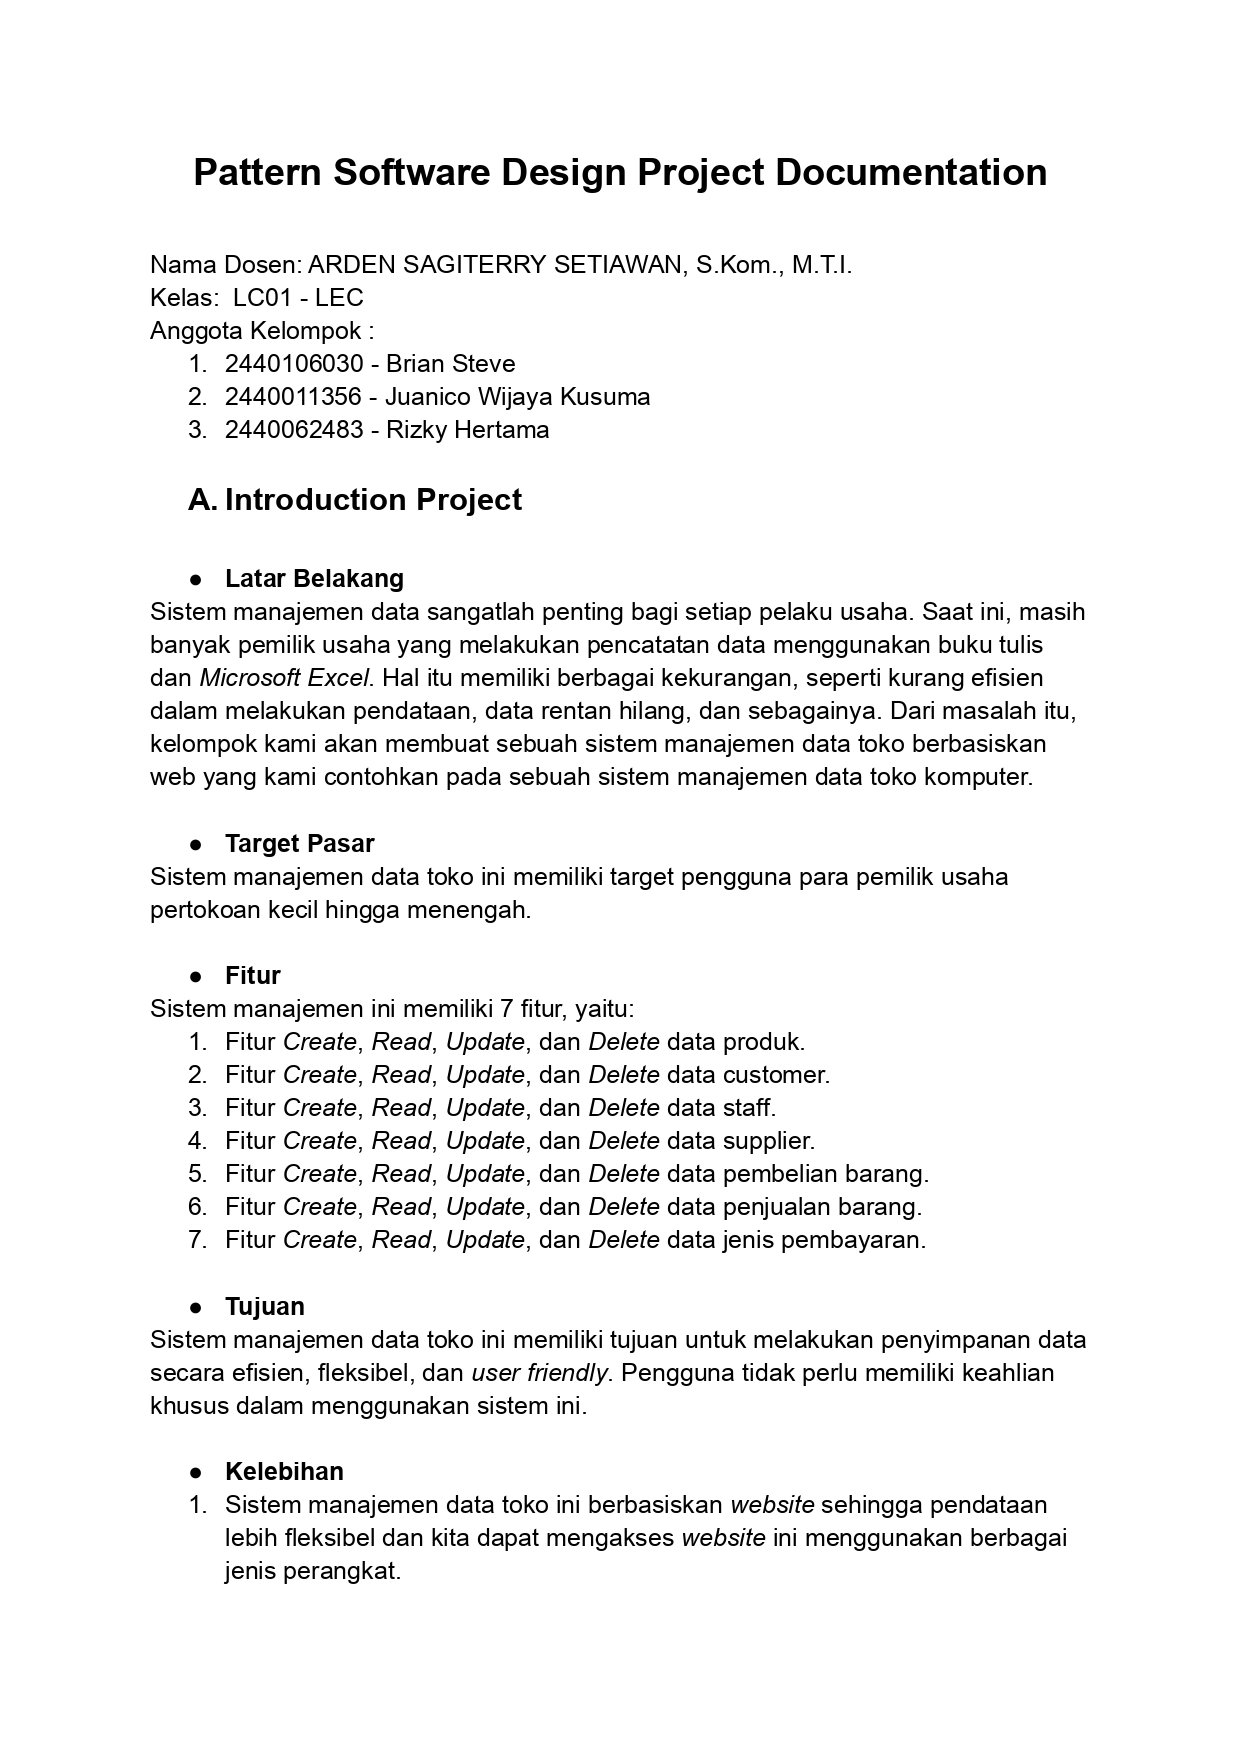 Pattern Software Design Project Documentation
Nama Dosen: ARDEN SAGITERRY SETIAWAN, S.Kom., M.T.I.
Kelas:  LC01 - LEC
Anggota Kelompok :
1. 2440106030 - Brian Steve
2. 2440011356 - Juanico Wijaya Kusuma
3. 2440062483 - Rizky Hertama
A. Introduction Project
● Latar Belakang
Sistem manajemen data sangatlah penting bagi setiap pelaku usaha. Saat ini, masih
banyak pemilik usaha yang melakukan pencatatan data menggunakan buku tulis
dan Microsoft Excel. Hal itu memiliki berbagai kekurangan, seperti kurang efisien
dalam melakukan pendataan, data rentan hilang, dan sebagainya. Dari masalah itu,
kelompok kami akan membuat sebuah sistem manajemen data toko berbasiskan
web yang kami contohkan pada sebuah sistem manajemen data toko komputer.
● Target Pasar
Sistem manajemen data toko ini memiliki target pengguna para pemilik usaha
pertokoan kecil hingga menengah.
● Fitur
Sistem manajemen ini memiliki 7 fitur, yaitu:
1. Fitur Create, Read, Update, dan Delete data produk.
2. Fitur Create, Read, Update, dan Delete data customer.
3. Fitur Create, Read, Update, dan Delete data staff.
4. Fitur Create, Read, Update, dan Delete data supplier.
5. Fitur Create, Read, Update, dan Delete data pembelian barang.
6. Fitur Create, Read, Update, dan Delete data penjualan barang.
7. Fitur Create, Read, Update, dan Delete data jenis pembayaran.
● Tujuan
Sistem manajemen data toko ini memiliki tujuan untuk melakukan penyimpanan data
secara efisien, fleksibel, dan user friendly. Pengguna tidak perlu memiliki keahlian
khusus dalam menggunakan sistem ini.
● Kelebihan
1. Sistem manajemen data toko ini berbasiskan website sehingga pendataan
lebih fleksibel dan kita dapat mengakses website ini menggunakan berbagai
jenis perangkat.